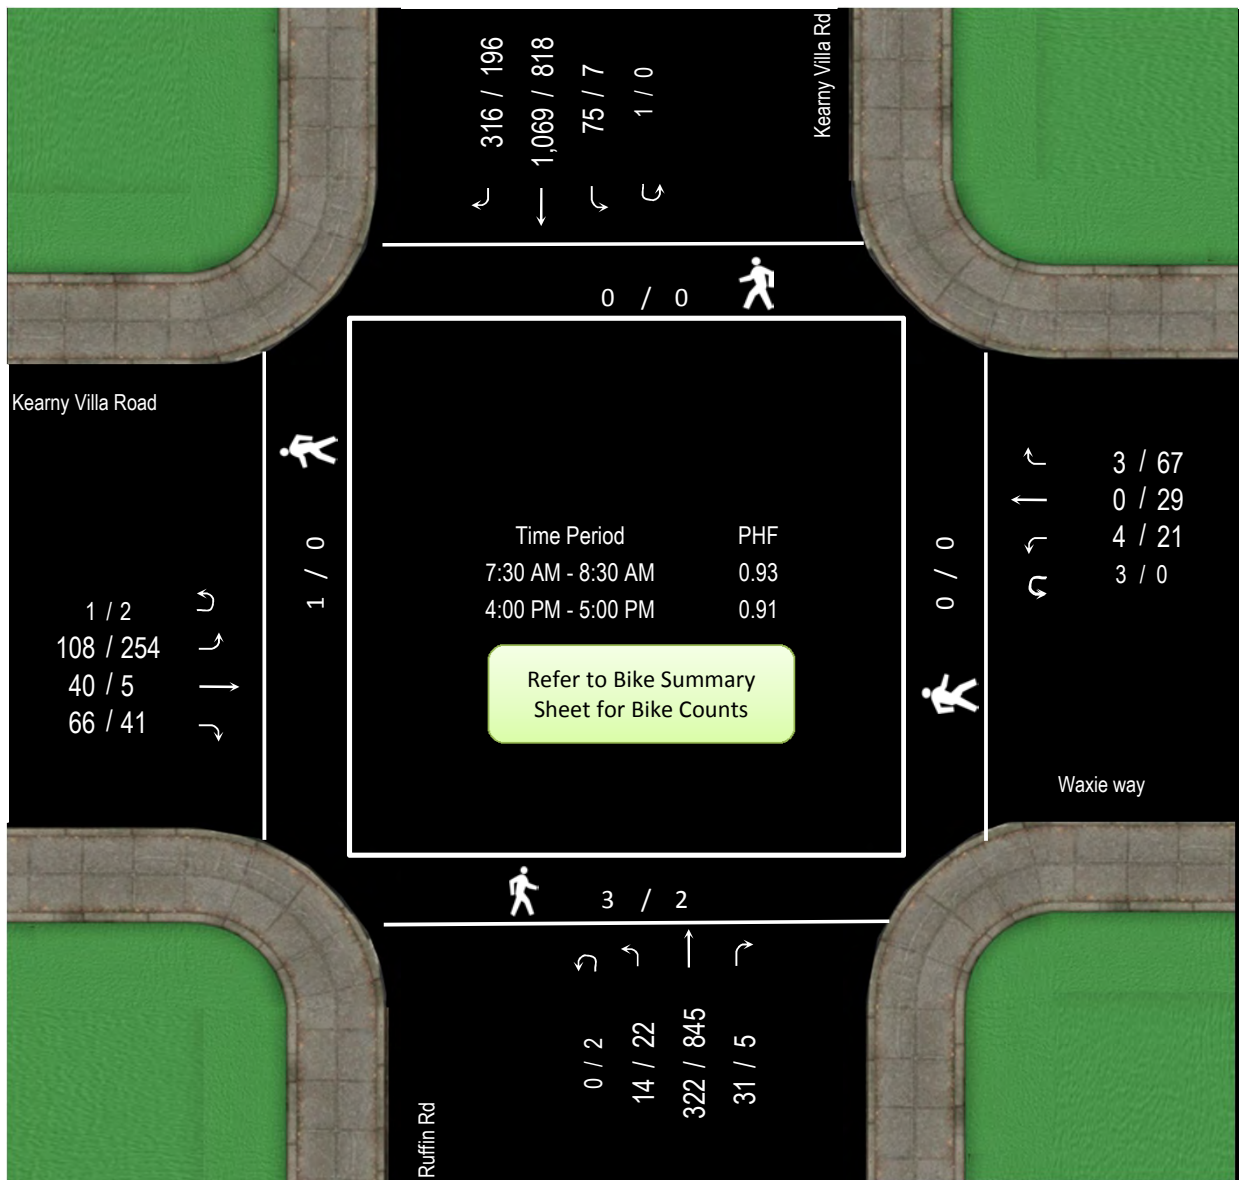 316 / 196
1,069 / 818
75 / 7
1 / 0
Kearny Villa Rd
0 / 0
Kearny Villa Road
3 / 67
0 / 29
4 / 21
3 / 0
1 / 0
0 / 0
Time Period PHF
7:30 AM - 8:30 AM 0.93
4:00 PM - 5:00 PM 0.91
1 / 2
108 / 254
40 / 5
66 / 41
Refer to Bike Summary
Sheet for Bike Counts
Waxie way
3 / 2
0 / 2
14 / 22
322 / 845
31 / 5
Ruffin Rd